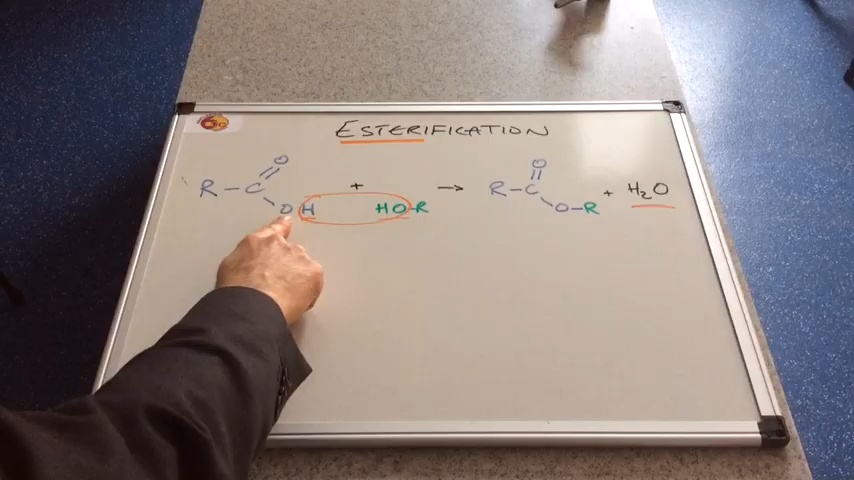 ESTERIFICATION
R-C=O-OH + HO-R → R-C=O-O-R + H₂O